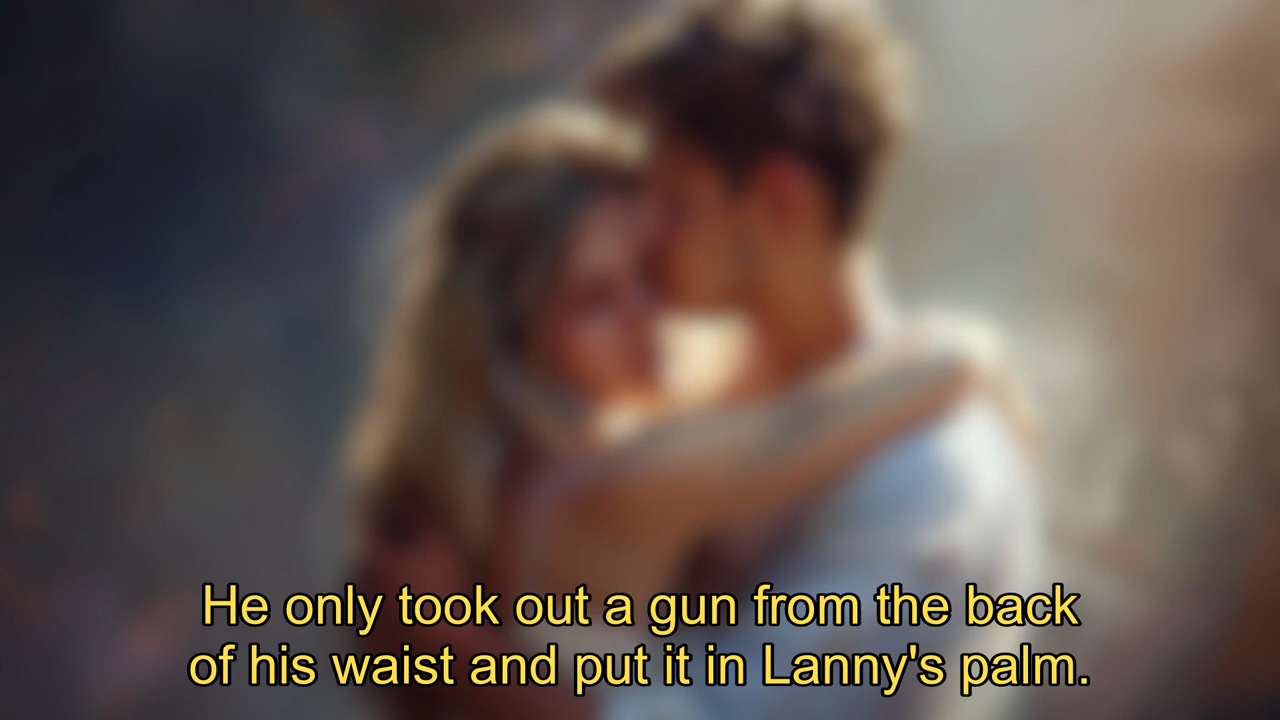 He only took out a gun from the back
of his waist and put it in Lanny's palm.